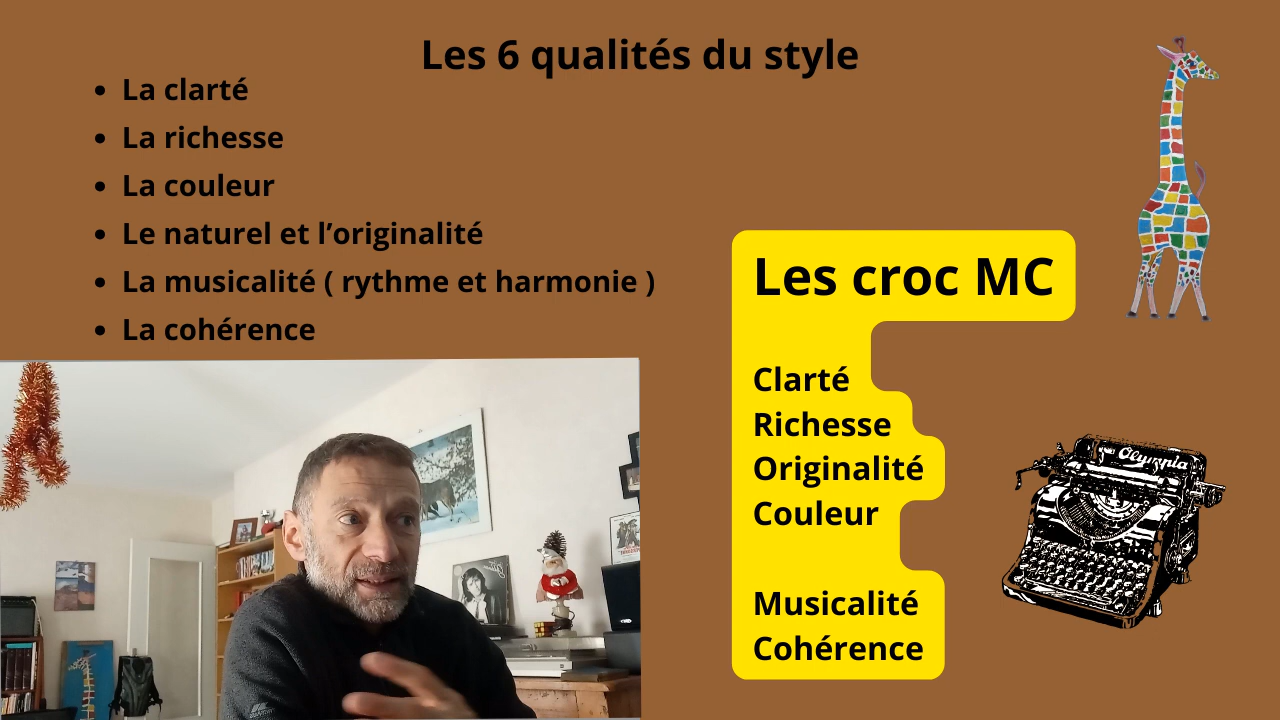 Les 6 qualités du style
• La clarté
• La richesse
• La couleur
• Le naturel et l’originalité
• La musicalité ( rythme et harmonie )
• La cohérence
Les croc MC
Clarté
Richesse
Originalité
Couleur
Musicalité
Cohérence
Olympia